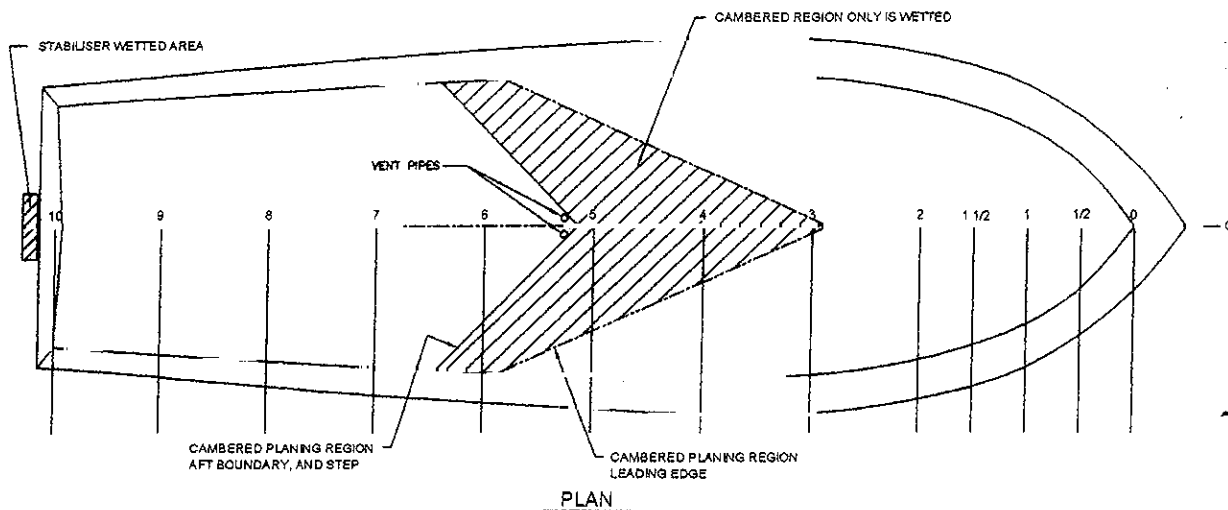 CAMBERED REGION ONLY IS WETTED
STABILISER WETTED AREA
VENT PIPES
10 9 8 7 6 5 4 3 2 1 1/2 1 1/2 0
CAMBERED PLANING REGION
AFT BOUNDARY, AND STEP
CAMBERED PLANING REGION
LEADING EDGE
PLAN